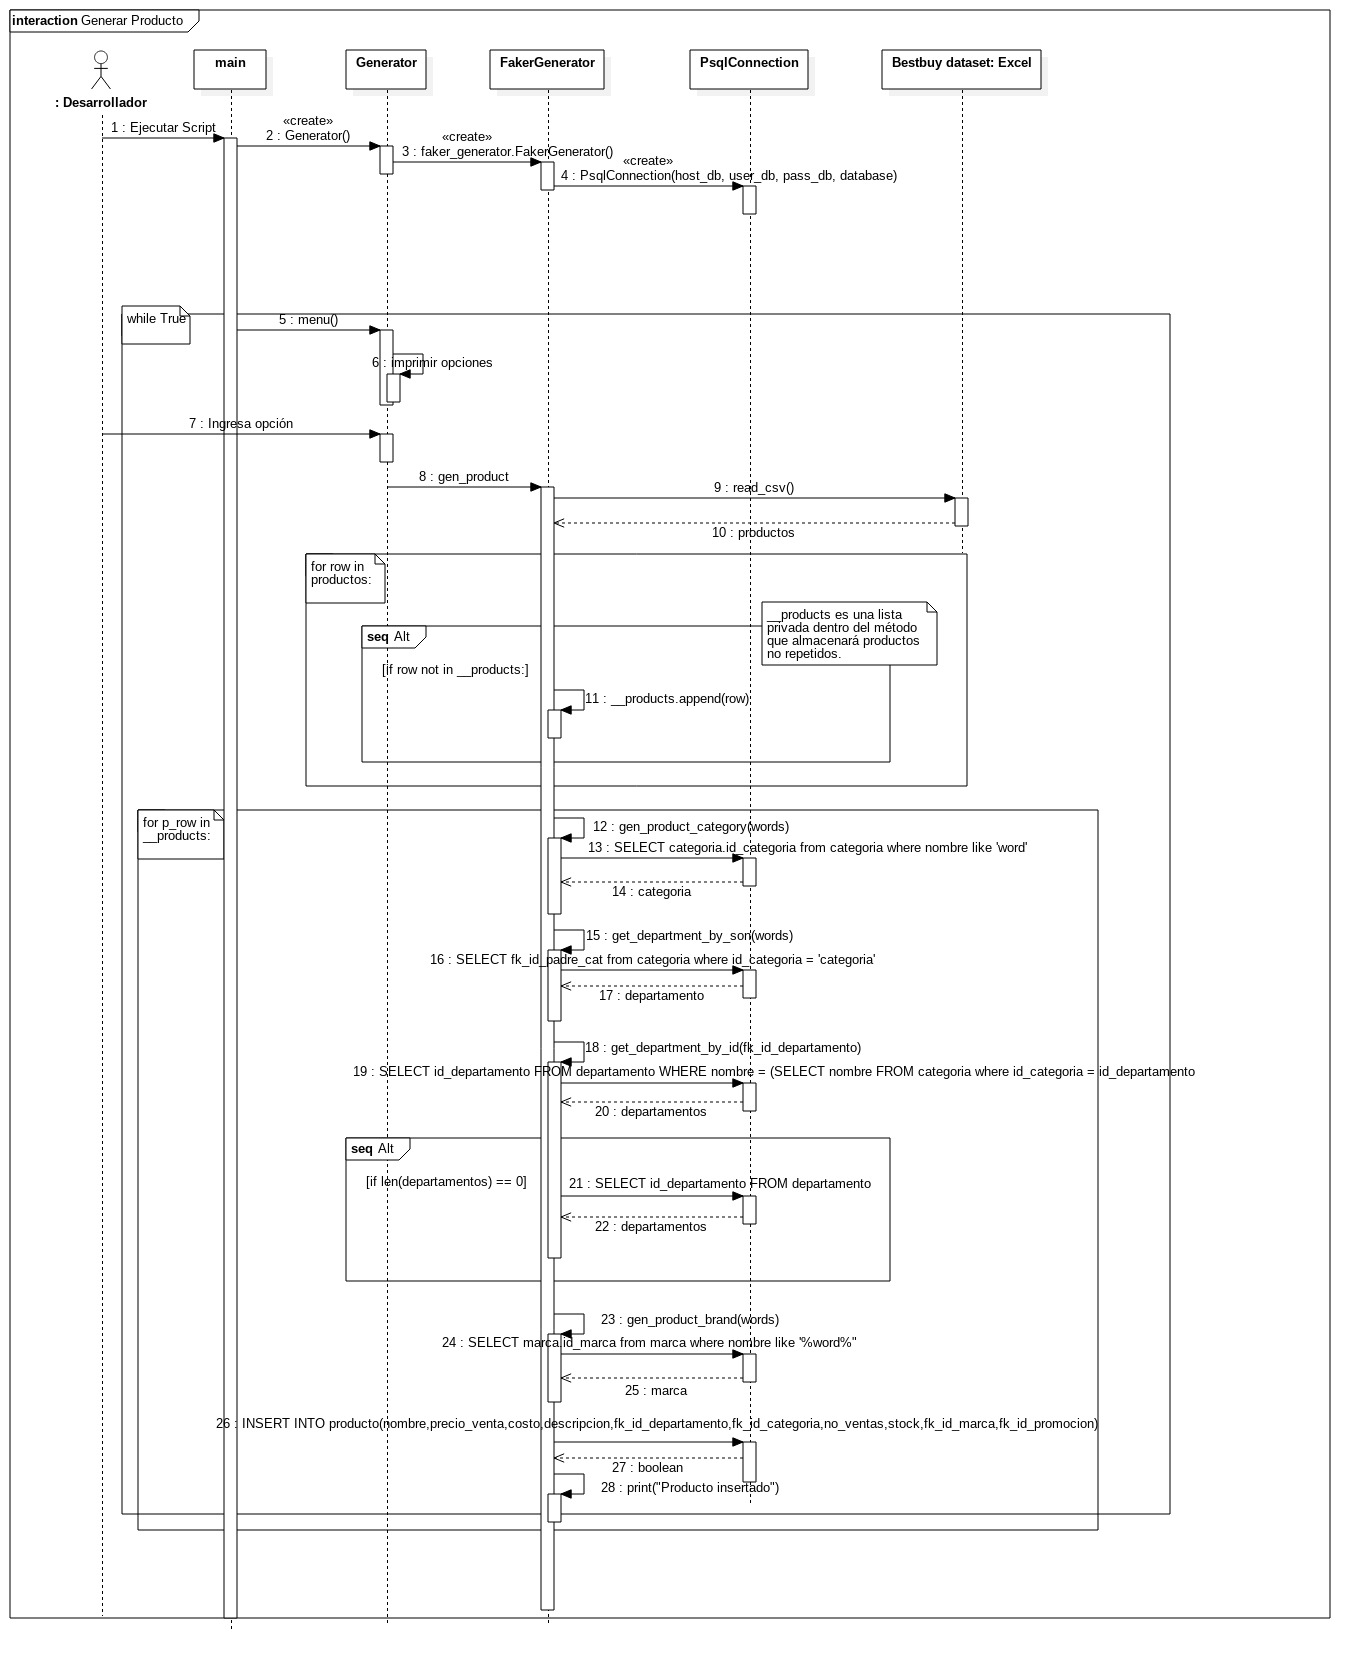 interaction Generar Producto
main
Generator
FakerGenerator
PsqlConnection
Bestbuy dataset: Excel
: Desarrollador
1 : Ejecutar Script
«create»
2 : Generator()
«create»
3 : faker_generator.FakerGenerator()
«create»
4 : PsqlConnection(host_db, user_db, pass_db, database)
while True
5 : menu()
6 : imprimir opciones
7 : Ingresa opción
8 : gen_product
9 : read_csv()
10 : productos
for row in
productos:
__products es una lista
privada dentro del método
que almacenará productos
no repetidos.
seq Alt
[if row not in __products:]
11 : __products.append(row)
for p_row in
__products:
12 : gen_product_category(words)
13 : SELECT categoria.id_categoria from categoria where nombre like 'word'
14 : categoria
15 : get_department_by_son(words)
16 : SELECT fk_id_padre_cat from categoria where id_categoria = 'categoria'
17 : departamento
18 : get_department_by_id(fk_id_departamento)
19 : SELECT id_departamento FROM departamento WHERE nombre = (SELECT nombre FROM categoria where id_categoria = id_departamento
20 : departamentos
seq Alt
[if len(departamentos) == 0]
21 : SELECT id_departamento FROM departamento
22 : departamentos
23 : gen_product_brand(words)
24 : SELECT marca.id_marca from marca where nombre like '%word%"
25 : marca
26 : INSERT INTO producto(nombre,precio_venta,costo,descripcion,fk_id_departamento,fk_id_categoria,no_ventas,stock,fk_id_marca,fk_id_promocion)
27 : boolean
28 : print("Producto insertado")